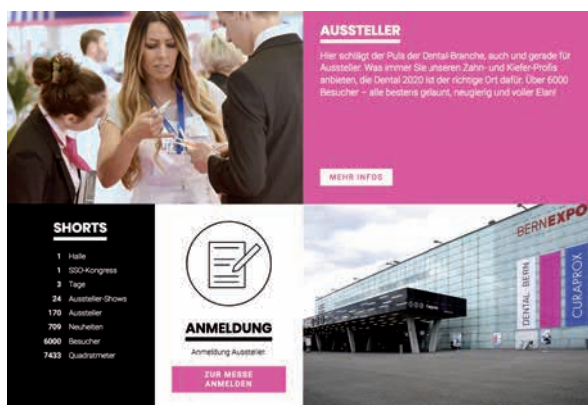 AUSSTELLER
Hier schlägt der Puls der Dental-Branche, auch und gerade für
Aussteller. Was immer Sie unseren Zahn- und Kiefer-Profis
anbieten, die Dental 2020 ist der richtige Ort dafür. Über 6000
Besucher – alle bestens gelaunt, neugierig und voller Elan!
MEHR INFOS
SHORTS
1 Halle
1 SSO-Kongress
3 Tage
24 Aussteller-Shows
170 Aussteller
709 Neuheiten
6000 Besucher
7433 Quadratmeter
ANMELDUNG
Anmeldung Aussteller.
ZUR MESSE
ANMELDEN
BERNEXPO
DENTAL BERN
CURAPROX